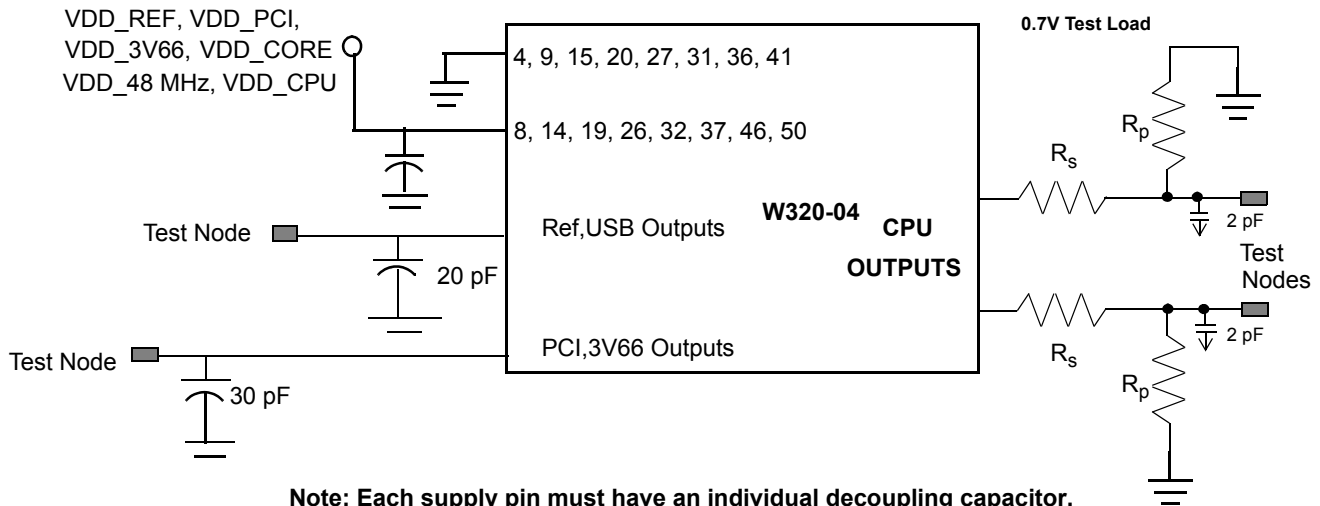 VDD_REF, VDD_PCI,
VDD_3V66, VDD_CORE
VDD_48 MHz, VDD_CPU
0.7V Test Load
4, 9, 15, 20, 27, 31, 36, 41
8, 14, 19, 26, 32, 37, 46, 50
Rp
Rs
W320-04
CPU
OUTPUTS
Ref,USB Outputs
Test Node
20 pF
2 pF
Test
Nodes
2 pF
Rs
Rp
PCI,3V66 Outputs
Test Node
30 pF
Note: Each supply pin must have an individual decoupling capacitor.